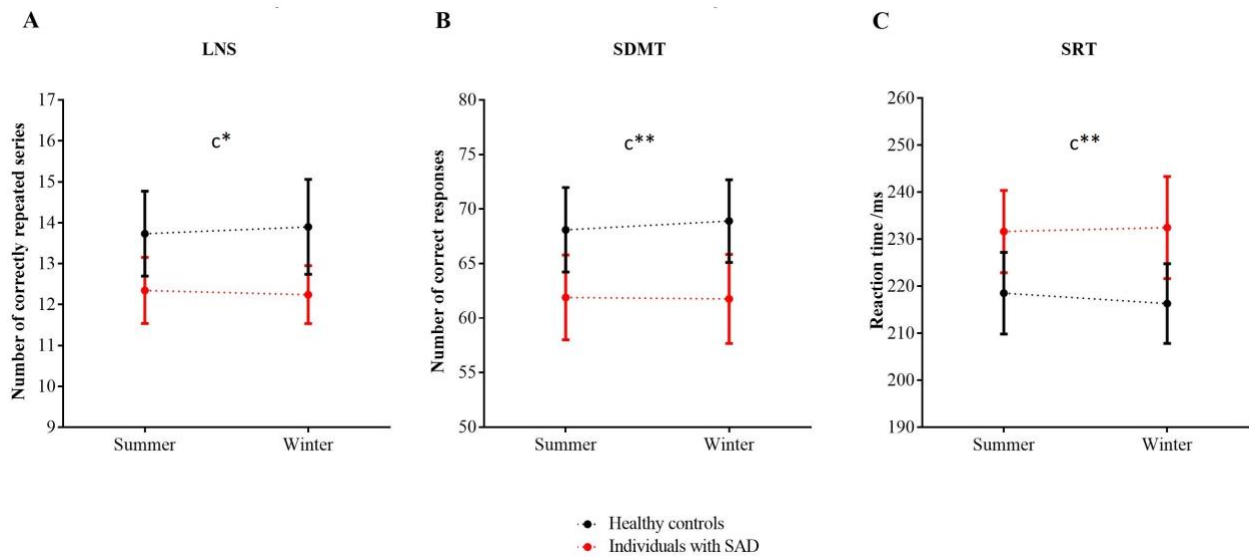 A
LNS
Number of correctly repeated series
17
16
15
14
13
12
11
10
9
c*
Summer Winter
B
SDMT
Number of correct responses
80
75
70
65
60
55
50
c**
Summer Winter
C
SRT
Reaction time /ms
260
250
240
230
220
210
200
190
c**
Summer Winter
Healthy controls
Individuals with SAD